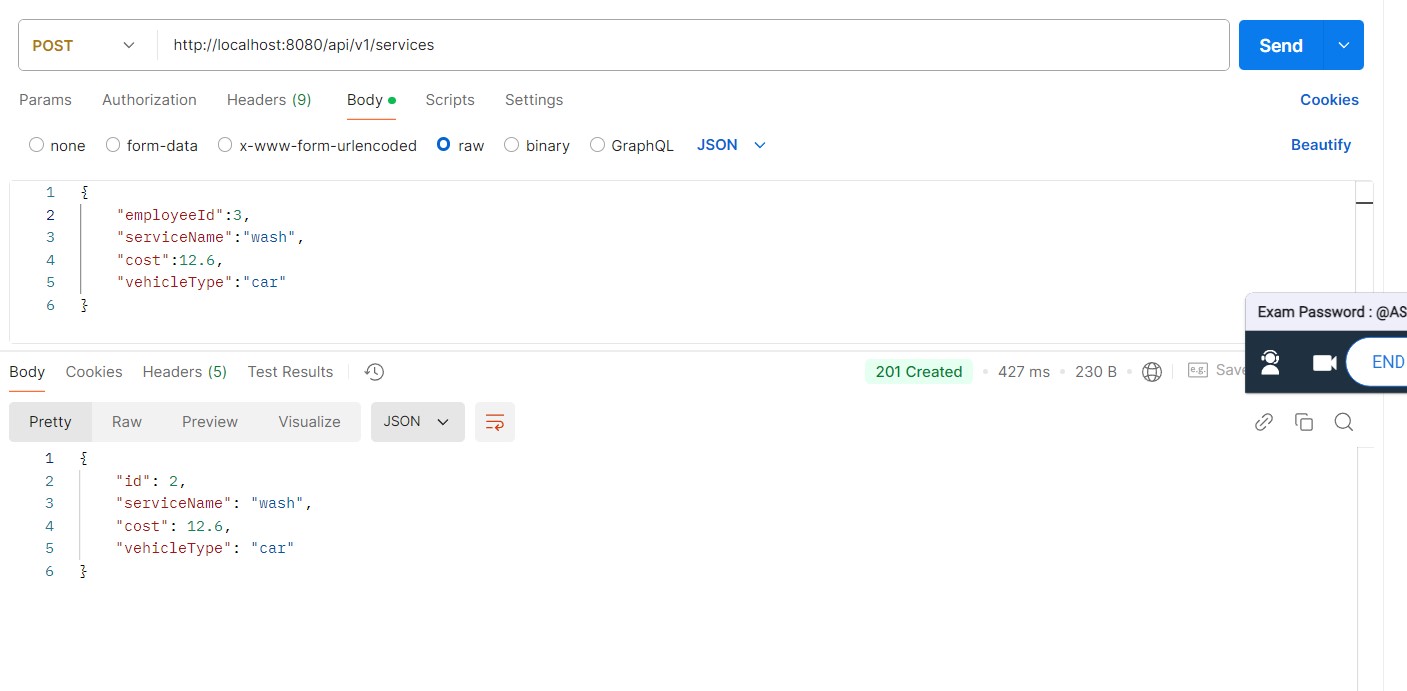 POST http://localhost:8080/api/v1/services Send
Params Authorization Headers (9) Body Scripts Settings Cookies
none form-data x-www-form-urlencoded raw binary GraphQL JSON Beautify
1 {
2 "employeeId":3,
3 "serviceName":"wash",
4 "cost":12.6,
5 "vehicleType":"car"
6 }
Exam Password : @AS
END
Body Cookies Headers (5) Test Results 201 Created 427 ms 230 B e.g. Save
Pretty Raw Preview Visualize JSON
1 {
2 "id": 2,
3 "serviceName": "wash",
4 "cost": 12.6,
5 "vehicleType": "car"
6 }